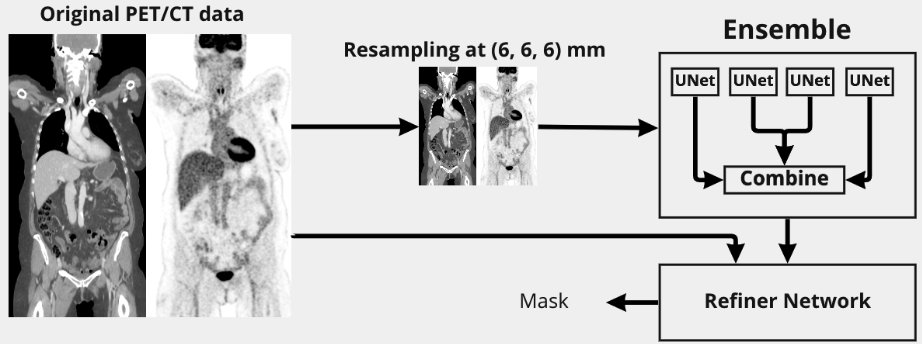 Original PET/CT data
Resampling at (6, 6, 6) mm
Ensemble
UNet UNet UNet UNet
Combine
Mask
Refiner Network